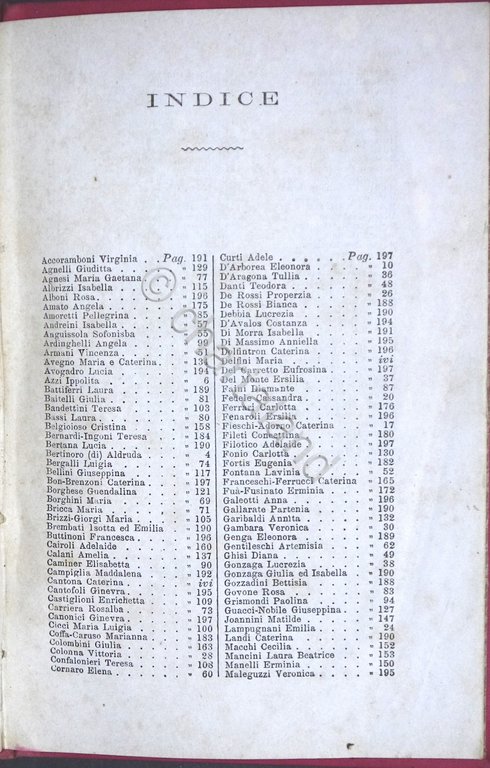 INDICE
Accoramboni Virginia . . Pag. 191
Agnelli Giuditta . . . . . . " 129
Agnesi Maria Gaetana . . . " 77
Albrizzi Isabella . . . . . " 115
Alboni Rosa . . . . . . . " 196
Amato Angela . . . . . . " 175
Amoretti Pellegrina . . . . " 85
Andreini Isabella . . . . . " 57
Anguissola Sofonisba . . . " 55
Ardinghelli Angela . . . . " 99
Armani Vincenza . . . . . " 51
Avegno Maria e Caterina . . " 134
Avogadro Lucia . . . . . " 194
Azzi Ippolita . . . . . . " 6
Battiferri Laura . . . . . " 189
Baitelli Giulia . . . . . . " 81
Bandettini Teresa . . . . . " 103
Bassi Laura . . . . . . . " 80
Belgioioso Cristina . . . . " 158
Bernardi-Ingoni Teresa . . " 184
Bertana Lucia . . . . . . " 190
Bertinoro (di) Aldruda . . " 4
Bergalli Luigia . . . . . . " 74
Bellini Giuseppina . . . . " 117
Bon-Brenzoni Caterina . . . " 197
Borghese Guendalina . . . " 121
Borghini Maria . . . . . . " 69
Bricca Maria . . . . . . " 71
Brizzi-Giorgi Maria . . . . " 105
Brembati Isotta ed Emilia . " 190
Buttinoni Francesca . . . . " 196
Cairoli Adelaide . . . . . " 160
Calani Amelia . . . . . . " 137
Caminer Elisabetta . . . . " 90
Campiglia Maddalena . . . " 192
Cantona Caterina . . . . . " ivi
Cantofoli Ginevra . . . . . " 195
Castiglioni Enrichetta . . . " 109
Carriera Rosalba . . . . . " 73
Canonici Ginevra . . . . . " 197
Cicci Maria Luigia . . . . " 100
Coffa-Caruso Marianna . . . " 183
Colombini Giulia . . . . . " 163
Colonna Vittoria . . . . . " 28
Confalonieri Teresa . . . . " 108
Cornaro Elena . . . . . . " 60
Curti Adele . . . . . . Pag. 197
D'Arborea Eleonora . . . . " 10
D'Aragona Tullia . . . . . " 36
Danti Teodora . . . . . . " 48
De Rossi Properzia . . . . " 26
De Rossi Bianca . . . . . " 188
Debbia Lucrezia . . . . . " 190
D'Avalos Costanza . . . . " 194
Di Morra Isabella . . . . . " 191
Di Massimo Anniella . . . . " 195
Dolfintron Caterina . . . . " 196
Delfini Maria . . . . . . " ivi
Del Carretto Eufrosina . . . " 197
Del Monte Ersilia . . . . . " 37
Faini Diamante . . . . . . " 87
Fedele Cassandra . . . . . " 20
Ferrari Carlotta . . . . . " 176
Fenaroli Ersilia . . . . . " 196
Fieschi-Adorni Caterina . . " 17
Fileti Concettina . . . . . " 180
Filotico Adelaide . . . . . " 197
Fonio Carlotta . . . . . . " 130
Fortis Eugenia . . . . . . " 182
Fontana Lavinia . . . . . " 52
Franceschi-Ferrucci Caterina " 165
Fuà-Fusinato Erminia . . . " 172
Galeotti Anna . . . . . . " 196
Gallarate Partenia . . . . " 190
Garibaldi Annita . . . . . " 132
Gambara Veronica . . . . " 30
Genga Eleonora . . . . . . " 189
Gentileschi Artemisia . . . " 62
Ghisi Diana . . . . . . . " 49
Gonzaga Lucrezia . . . . . " 38
Gonzaga Giulia ed Isabella . " 190
Gozzadini Bettisia . . . . " 188
Govone Rosa . . . . . . . " 83
Grismondi Paolina . . . . " 94
Guacci-Nobile Giuseppina . . " 127
Joannini Matilde . . . . . " 147
Lampugnani Emilia . . . . " 24
Landi Caterina . . . . . . " 190
Macchi Cecilia . . . . . . " 152
Mancini Laura Beatrice . . " 153
Manelli Erminia . . . . . " 150
Maleguzzi Veronica . . . . " 195